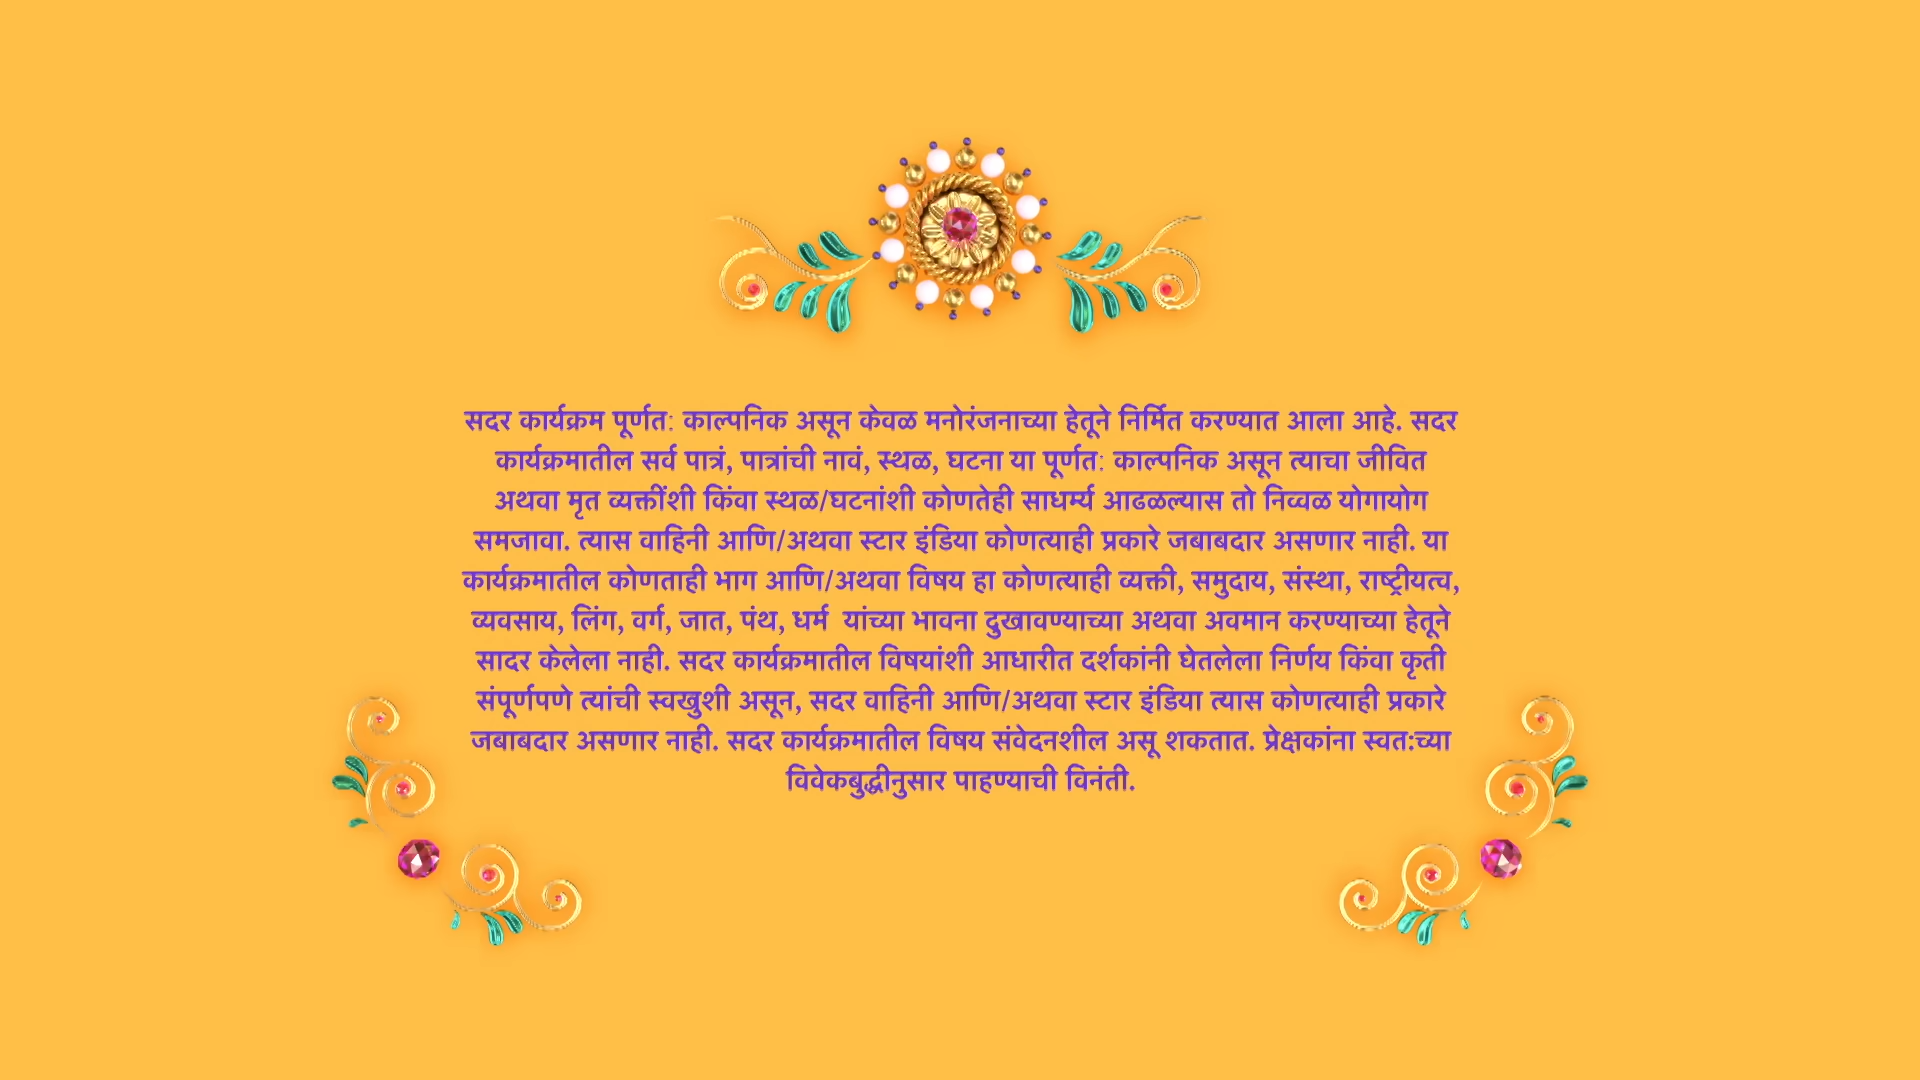 सदर कार्यक्रम पूर्णत: काल्पनिक असून केवळ मनोरंजनाच्या हेतूने निर्मित करण्यात आला आहे. सदर
कार्यक्रमातील सर्व पात्रं, पात्रांची नावं, स्थळ, घटना या पूर्णत: काल्पनिक असून त्याचा जीवित
अथवा मृत व्यक्तींशी किंवा स्थळ/घटनांशी कोणतेही साधर्म्य आढळल्यास तो निव्वळ योगायोग
समजावा. त्यास वाहिनी आणि/अथवा स्टार इंडिया कोणत्याही प्रकारे जबाबदार असणार नाही. या
कार्यक्रमातील कोणताही भाग आणि/अथवा विषय हा कोणत्याही व्यक्ती, समुदाय, संस्था, राष्ट्रीयत्व,
व्यवसाय, लिंग, वर्ग, जात, पंथ, धर्म  यांच्या भावना दुखावण्याच्या अथवा अवमान करण्याच्या हेतूने
सादर केलेला नाही. सदर कार्यक्रमातील विषयांशी आधारीत दर्शकांनी घेतलेला निर्णय किंवा कृती
संपूर्णपणे त्यांची स्वखुशी असून, सदर वाहिनी आणि/अथवा स्टार इंडिया त्यास कोणत्याही प्रकारे
जबाबदार असणार नाही. सदर कार्यक्रमातील विषय संवेदनशील असू शकतात. प्रेक्षकांना स्वत:च्या
विवेकबुद्धीनुसार पाहण्याची विनंती.